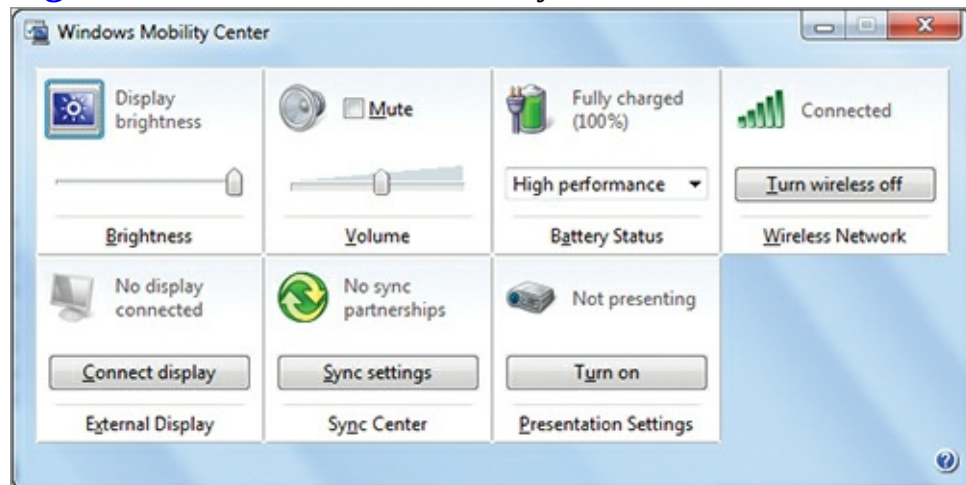 Windows Mobility Center
Display
brightness
Brightness
Mute
Volume
Fully charged
(100%)
High performance
Battery Status
Connected
Turn wireless off
Wireless Network
No display
connected
Connect display
External Display
No sync
partnerships
Sync settings
Sync Center
Not presenting
Turn on
Presentation Settings